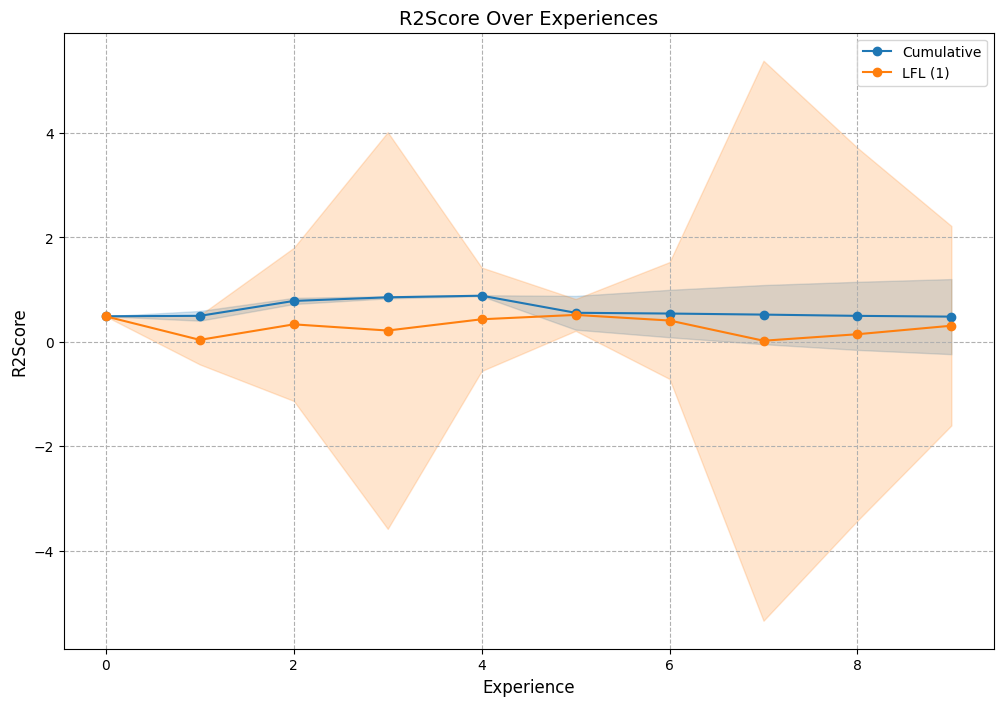 R2Score Over Experiences
Cumulative
LFL (1)
R2Score
4
2
0
−2
−4
0
2
4
6
8
Experience